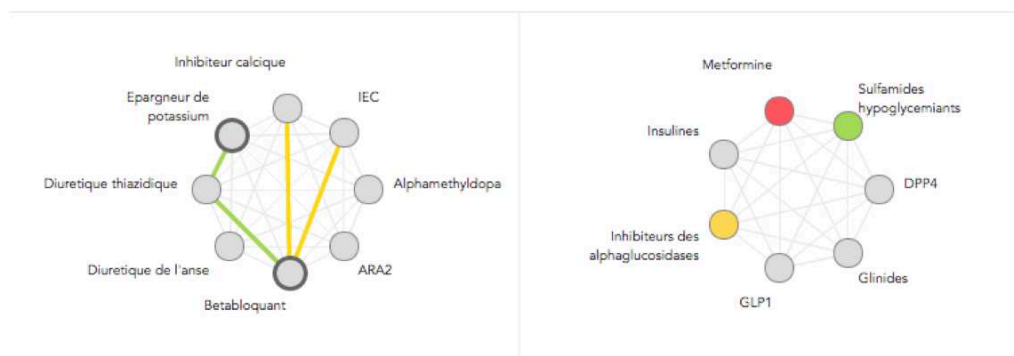 Inhibiteur calcique
Epargneur de
potassium
IEC
Diuretique thiazidique
Alphamethyldopa
Diuretique de l'anse
ARA2
Betabloquant
Metformine
Sulfamides
hypoglycemiants
Insulines
DPP4
Inhibiteurs des
alphaglucosidases
Glinides
GLP1